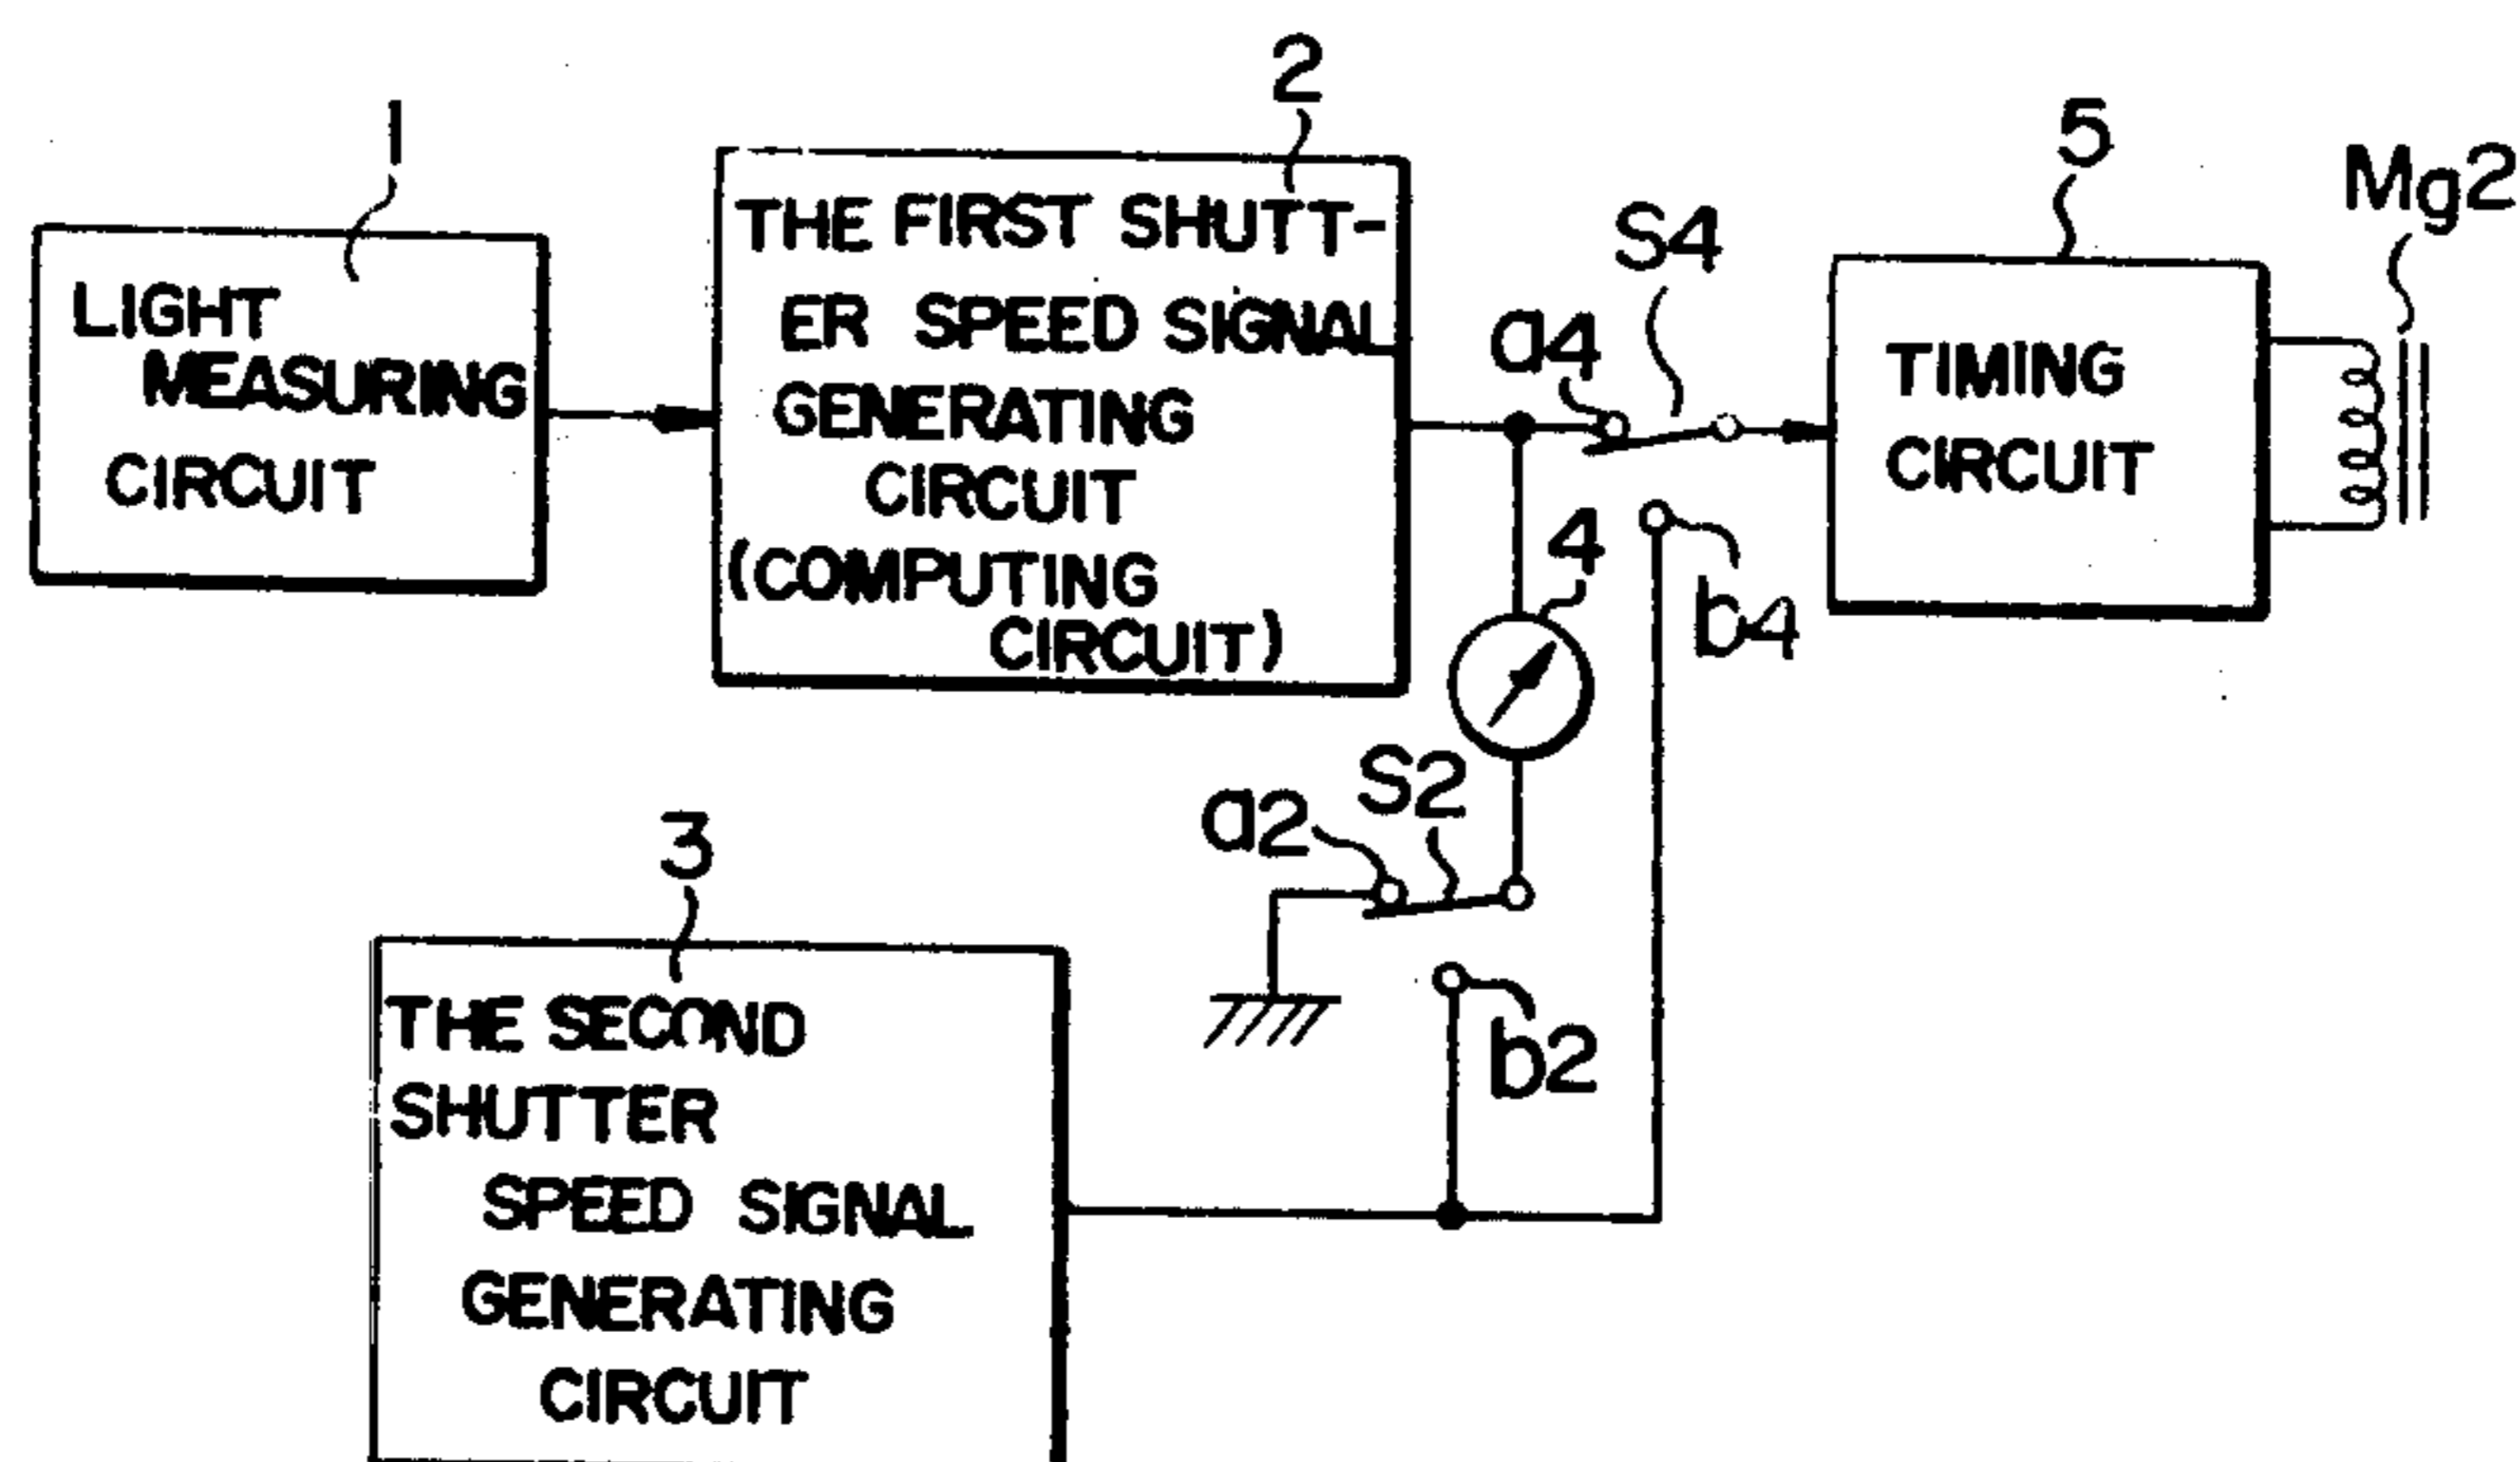 1
LIGHT
MEASURING
CIRCUIT
2
THE FIRST SHUTT-
ER SPEED SIGNAL
GENERATING
CIRCUIT
(COMPUTING
CIRCUIT)
S4
a4
b4
5
TIMING
CIRCUIT
Mg2
4
S2
a2
b2
3
THE SECOND
SHUTTER
SPEED SIGNAL
GENERATING
CIRCUIT